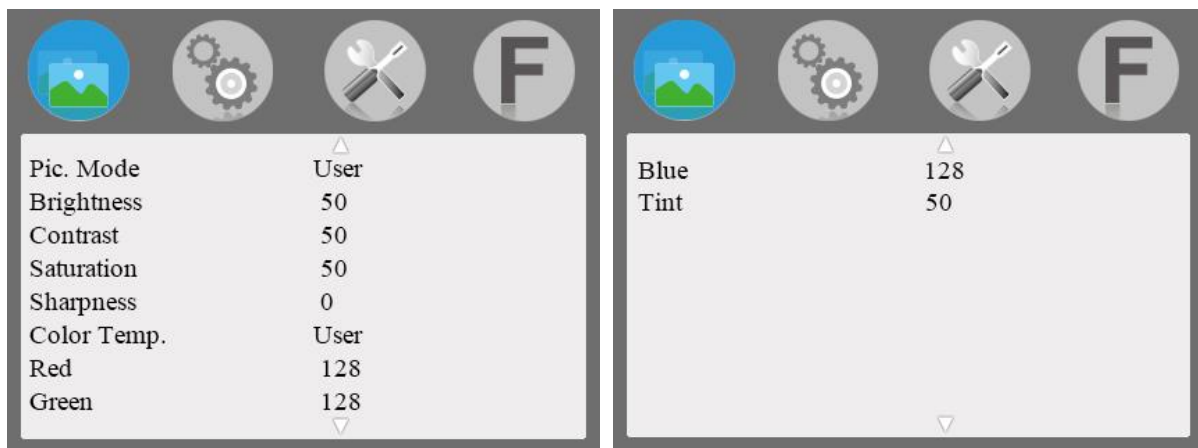 F
Pic. Mode User
Brightness 50
Contrast 50
Saturation 50
Sharpness 0
Color Temp. User
Red 128
Green 128
F
Blue 128
Tint 50